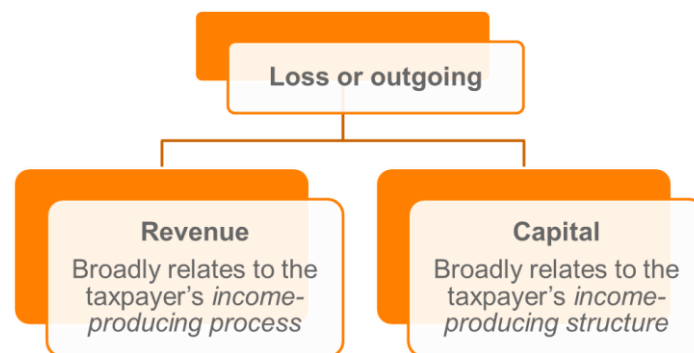 Loss or outgoing
Revenue
Broadly relates to the
taxpayer’s income-
producing process
Capital
Broadly relates to the
taxpayer’s income-
producing structure